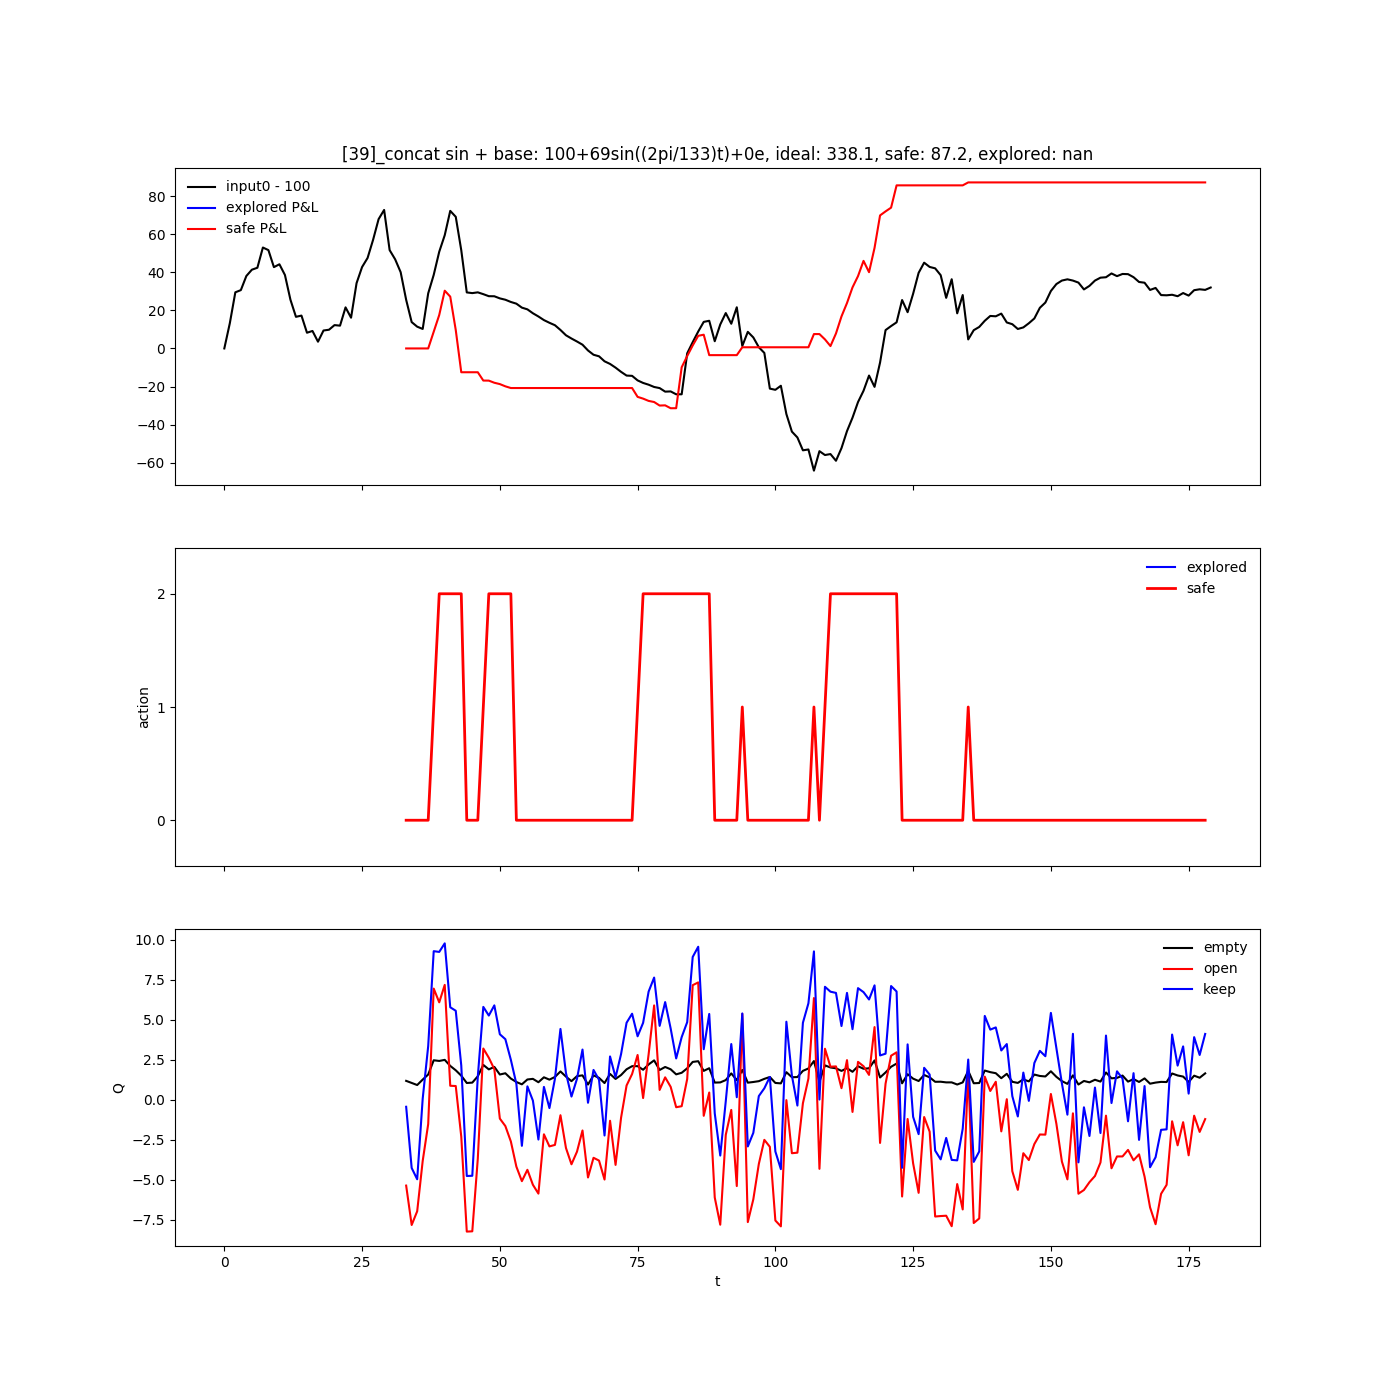 [39]_concat sin + base: 100+69sin((2pi/133)t)+0e, ideal: 338.1, safe: 87.2, explored: nan
input0 - 100
explored P&L
safe P&L
80
60
40
20
0
−20
−40
−60
explored
safe
2
1
0
action
empty
open
keep
10.0
7.5
5.0
2.5
0.0
−2.5
−5.0
−7.5
Q
0 25 50 75 100 125 150 175
t